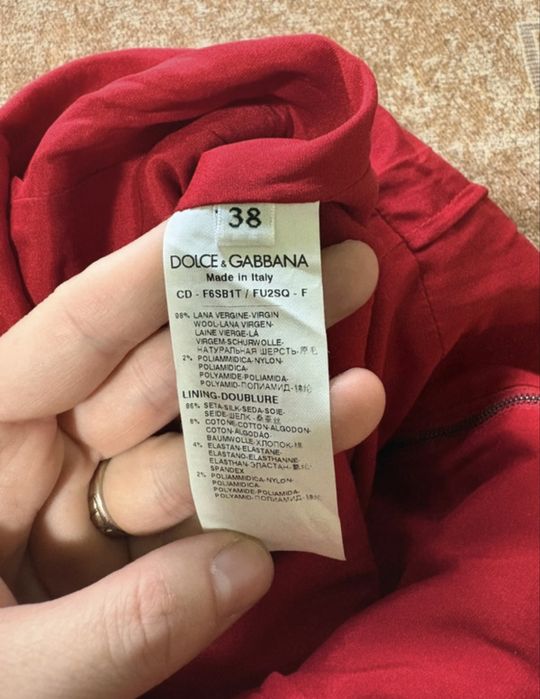 38
DOLCE & GABBANA
Made in Italy
CD - F6SB1T / FU2SQ - F
98% LANA VERGINE-VIRGIN
WOOL-LANA VIRGEN-
LAINE VIERGE-LÃ
VIRGEM-SCHURWOLLE-
НАТУРАЛЬНАЯ ШЕРСТЬ-原毛
2% POLIAMMIDICA-NYLON-
POLIAMIDICA-
POLYAMIDE-POLIAMIDA-
POLYAMID-ПОЛИАМИД-锦纶
LINING-DOUBLURE
86% SETA-SILK-SEDA-SOIE-
SEIDE-ШЕЛК-桑蚕丝
8% COTONE-COTTON-ALGODON-
COTON-ALGODÃO-
BAUMWOLLE-ХЛОПОК-棉
4% ELASTAN-ELASTANE-
ELASTANO-ELASTHANNE-
ELASTHAN-ЭЛАСТАН-氨纶
SPANDEX
2% POLIAMMIDICA-NYLON-
POLIAMIDICA-
POLYAMIDE-POLIAMIDA-
POLYAMID-ПОЛИАМИД-锦纶